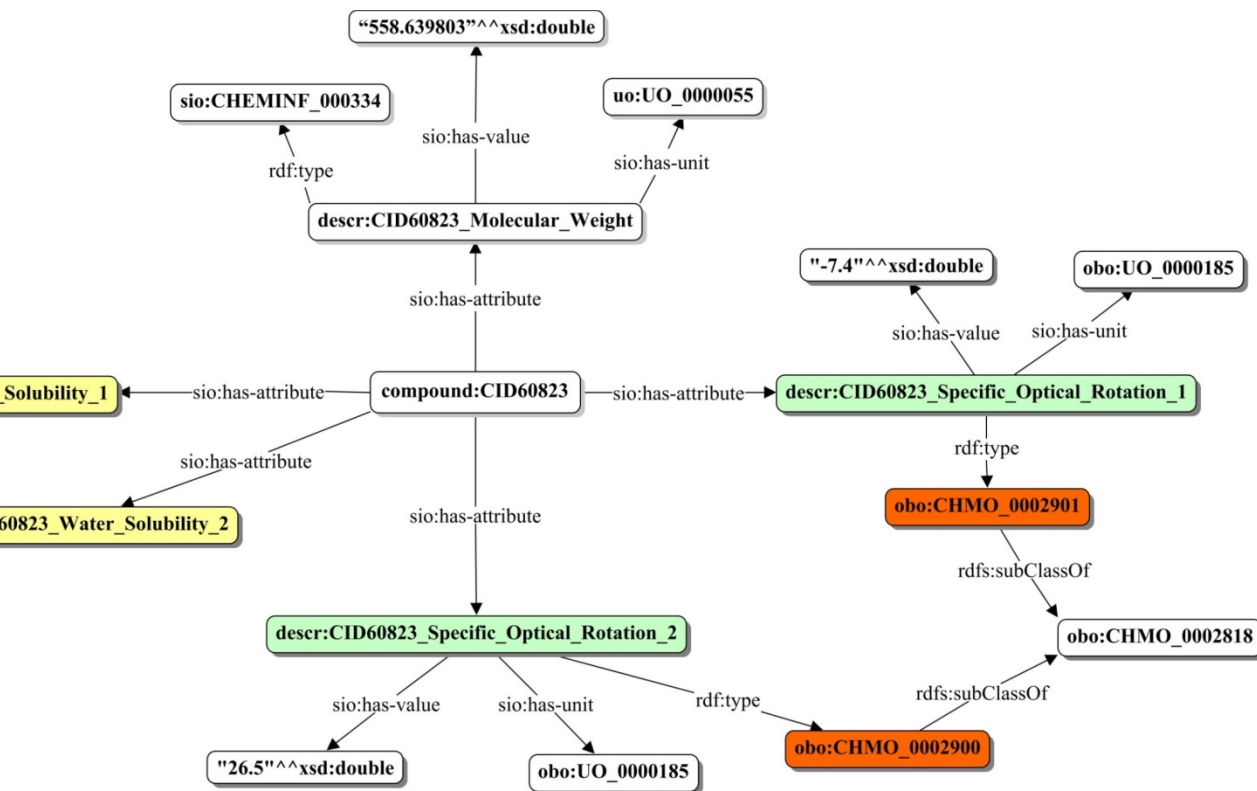 “558.639803”^^xsd:double
sio:CHEMINF_000334
uo:UO_0000055
sio:has-value
rdf:type
sio:has-unit
descr:CID60823_Molecular_Weight
"-7.4"^^xsd:double
obo:UO_0000185
sio:has-attribute
sio:has-value
sio:has-unit
_Solubility_1
sio:has-attribute
compound:CID60823
sio:has-attribute
descr:CID60823_Specific_Optical_Rotation_1
rdf:type
sio:has-attribute
obo:CHMO_0002901
sio:has-attribute
60823_Water_Solubility_2
rdfs:subClassOf
descr:CID60823_Specific_Optical_Rotation_2
obo:CHMO_0002818
rdfs:subClassOf
sio:has-value
sio:has-unit
rdf:type
obo:CHMO_0002900
"26.5"^^xsd:double
obo:UO_0000185